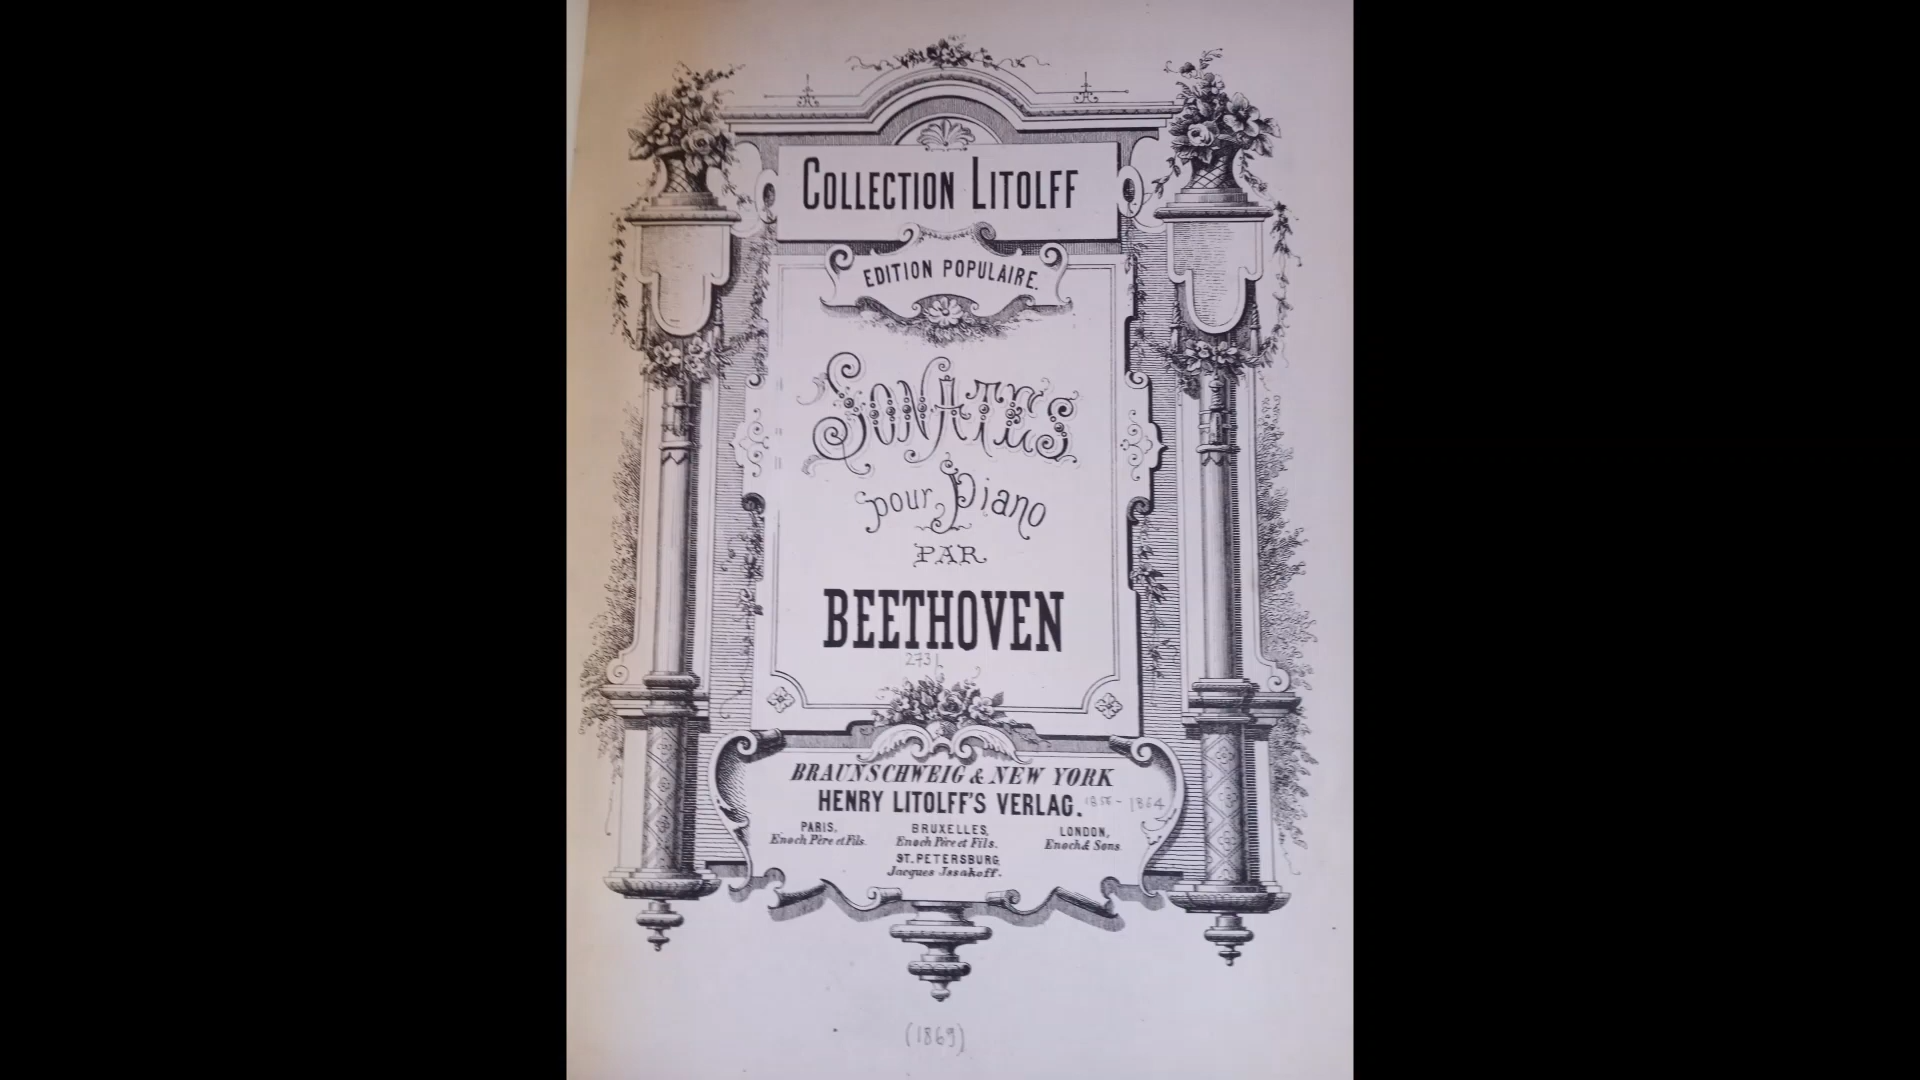 COLLECTION LITOLFF
EDITION POPULAIRE.
SONATES
pour Piano
PAR
BEETHOVEN
BRAUNSCHWEIG & NEW YORK
HENRY LITOLFF'S VERLAG.
1864
PARIS, BRUXELLES, LONDON,
Enoch Père et Fils. Enoch Père et Fils. Enoch & Sons.
ST. PETERSBURG,
Jacques Issakoff.
(1869)